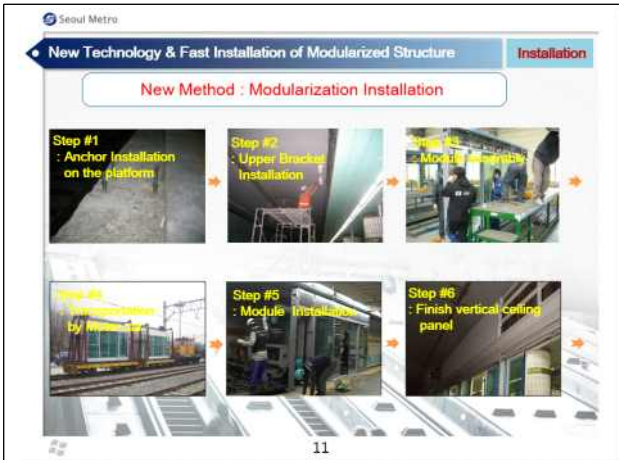 Seoul Metro
New Technology & Fast Installation of Modularized Structure
Installation
New Method : Modularization Installation
Step #1
: Anchor Installation
on the platform
Step #2
: Upper Bracket
Installation
Step #3
: Module
Step #4
: Transportation
by
Step #5
: Module Installation
Step #6
: Finish vertical ceiling
panel
11